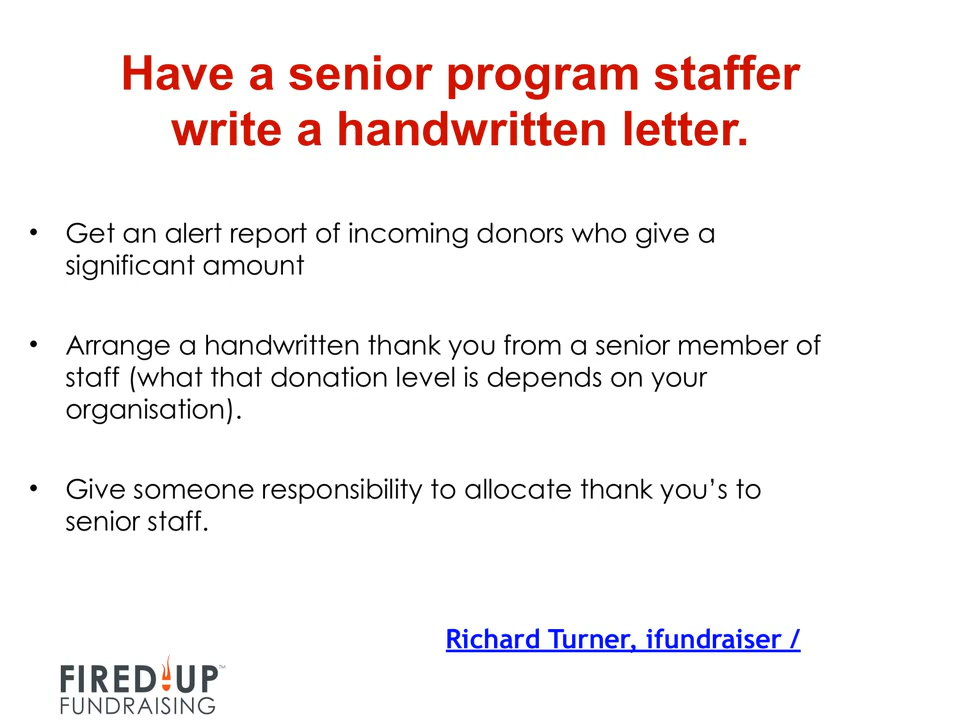 Have a senior program staffer
write a handwritten letter.
• Get an alert report of incoming donors who give a
significant amount
• Arrange a handwritten thank you from a senior member of
staff (what that donation level is depends on your
organisation).
• Give someone responsibility to allocate thank you’s to
senior staff.
Richard Turner, ifundraiser /
FIRED UP™
FUNDRAISING